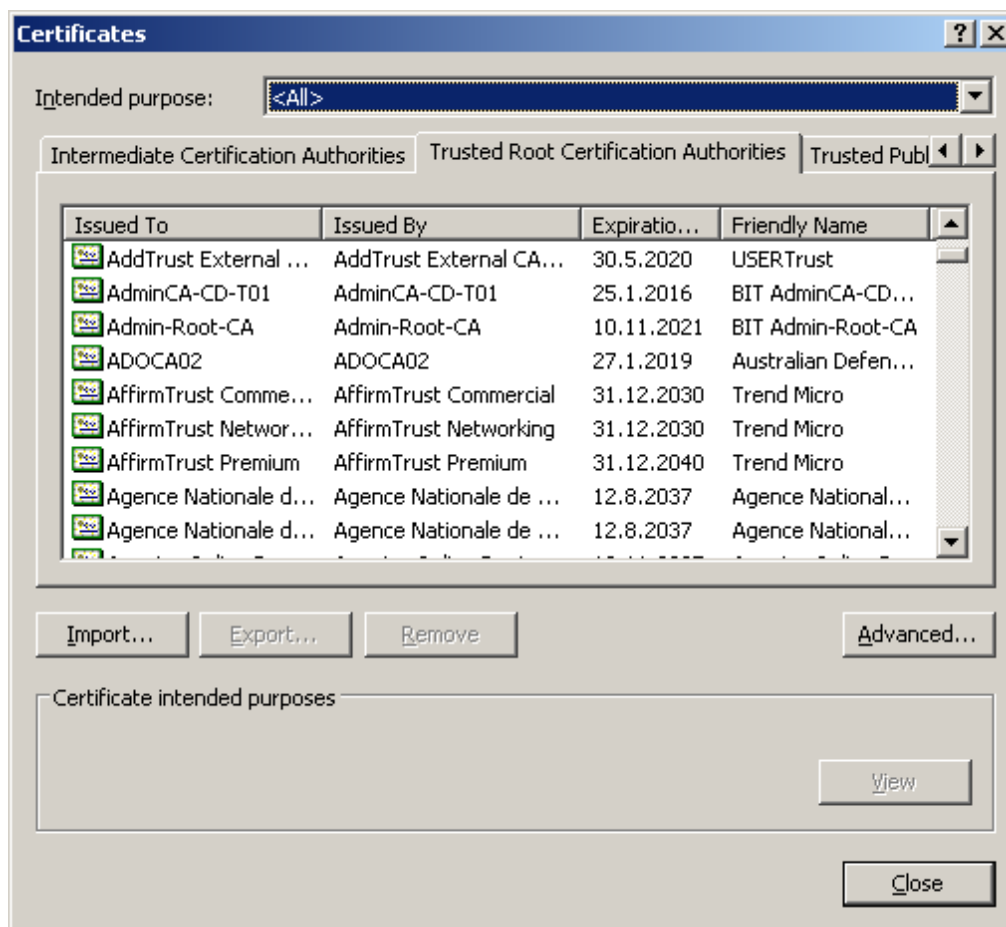 Certificates
Intended purpose: <All>
Intermediate Certification Authorities Trusted Root Certification Authorities Trusted Publ
Issued To Issued By Expiratio... Friendly Name
AddTrust External ... AddTrust External CA... 30.5.2020 USERTrust
AdminCA-CD-T01 AdminCA-CD-T01 25.1.2016 BIT AdminCA-CD...
Admin-Root-CA Admin-Root-CA 10.11.2021 BIT Admin-Root-CA
ADOCA02 ADOCA02 27.1.2019 Australian Defen...
AffirmTrust Comme... AffirmTrust Commercial 31.12.2030 Trend Micro
AffirmTrust Networ... AffirmTrust Networking 31.12.2030 Trend Micro
AffirmTrust Premium AffirmTrust Premium 31.12.2040 Trend Micro
Agence Nationale d... Agence Nationale de ... 12.8.2037 Agence National...
Agence Nationale d... Agence Nationale de ... 12.8.2037 Agence National...
Import... Export... Remove Advanced...
Certificate intended purposes
View
Close